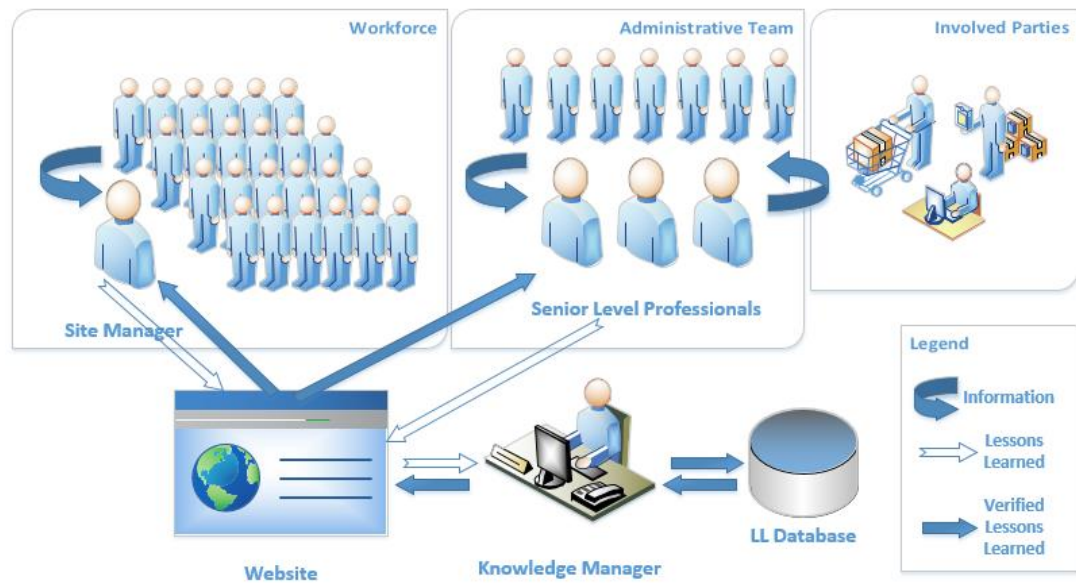 Workforce
Administrative Team
Involved Parties
Site Manager
Senior Level Professionals
Legend
Information
Lessons
Learned
Verified
Lessons
Learned
LL Database
Knowledge Manager
Website